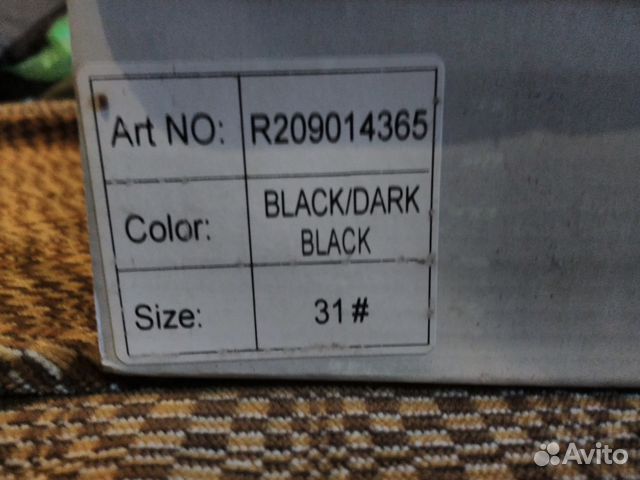 Art NO: R209014365
Color: BLACK/DARK
BLACK
Size: 31#
Avito